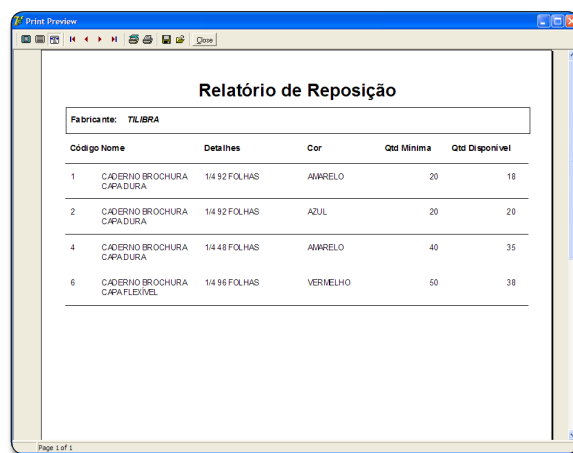 Print Preview
Close
Relatório de Reposição
Fabricante: TILIBRA
Código Nome Detalhes Cor Qtd Mínima Qtd Disponível
1 CADERNO BROCHURA 1/4 92 FOLHAS AMARELO 20 18
CAPA DURA
2 CADERNO BROCHURA 1/4 92 FOLHAS AZUL 20 20
CAPA DURA
4 CADERNO BROCHURA 1/4 48 FOLHAS AMARELO 40 35
CAPA DURA
6 CADERNO BROCHURA 1/4 96 FOLHAS VERMELHO 50 38
CAPA FLEXÍVEL
Page 1 of 1